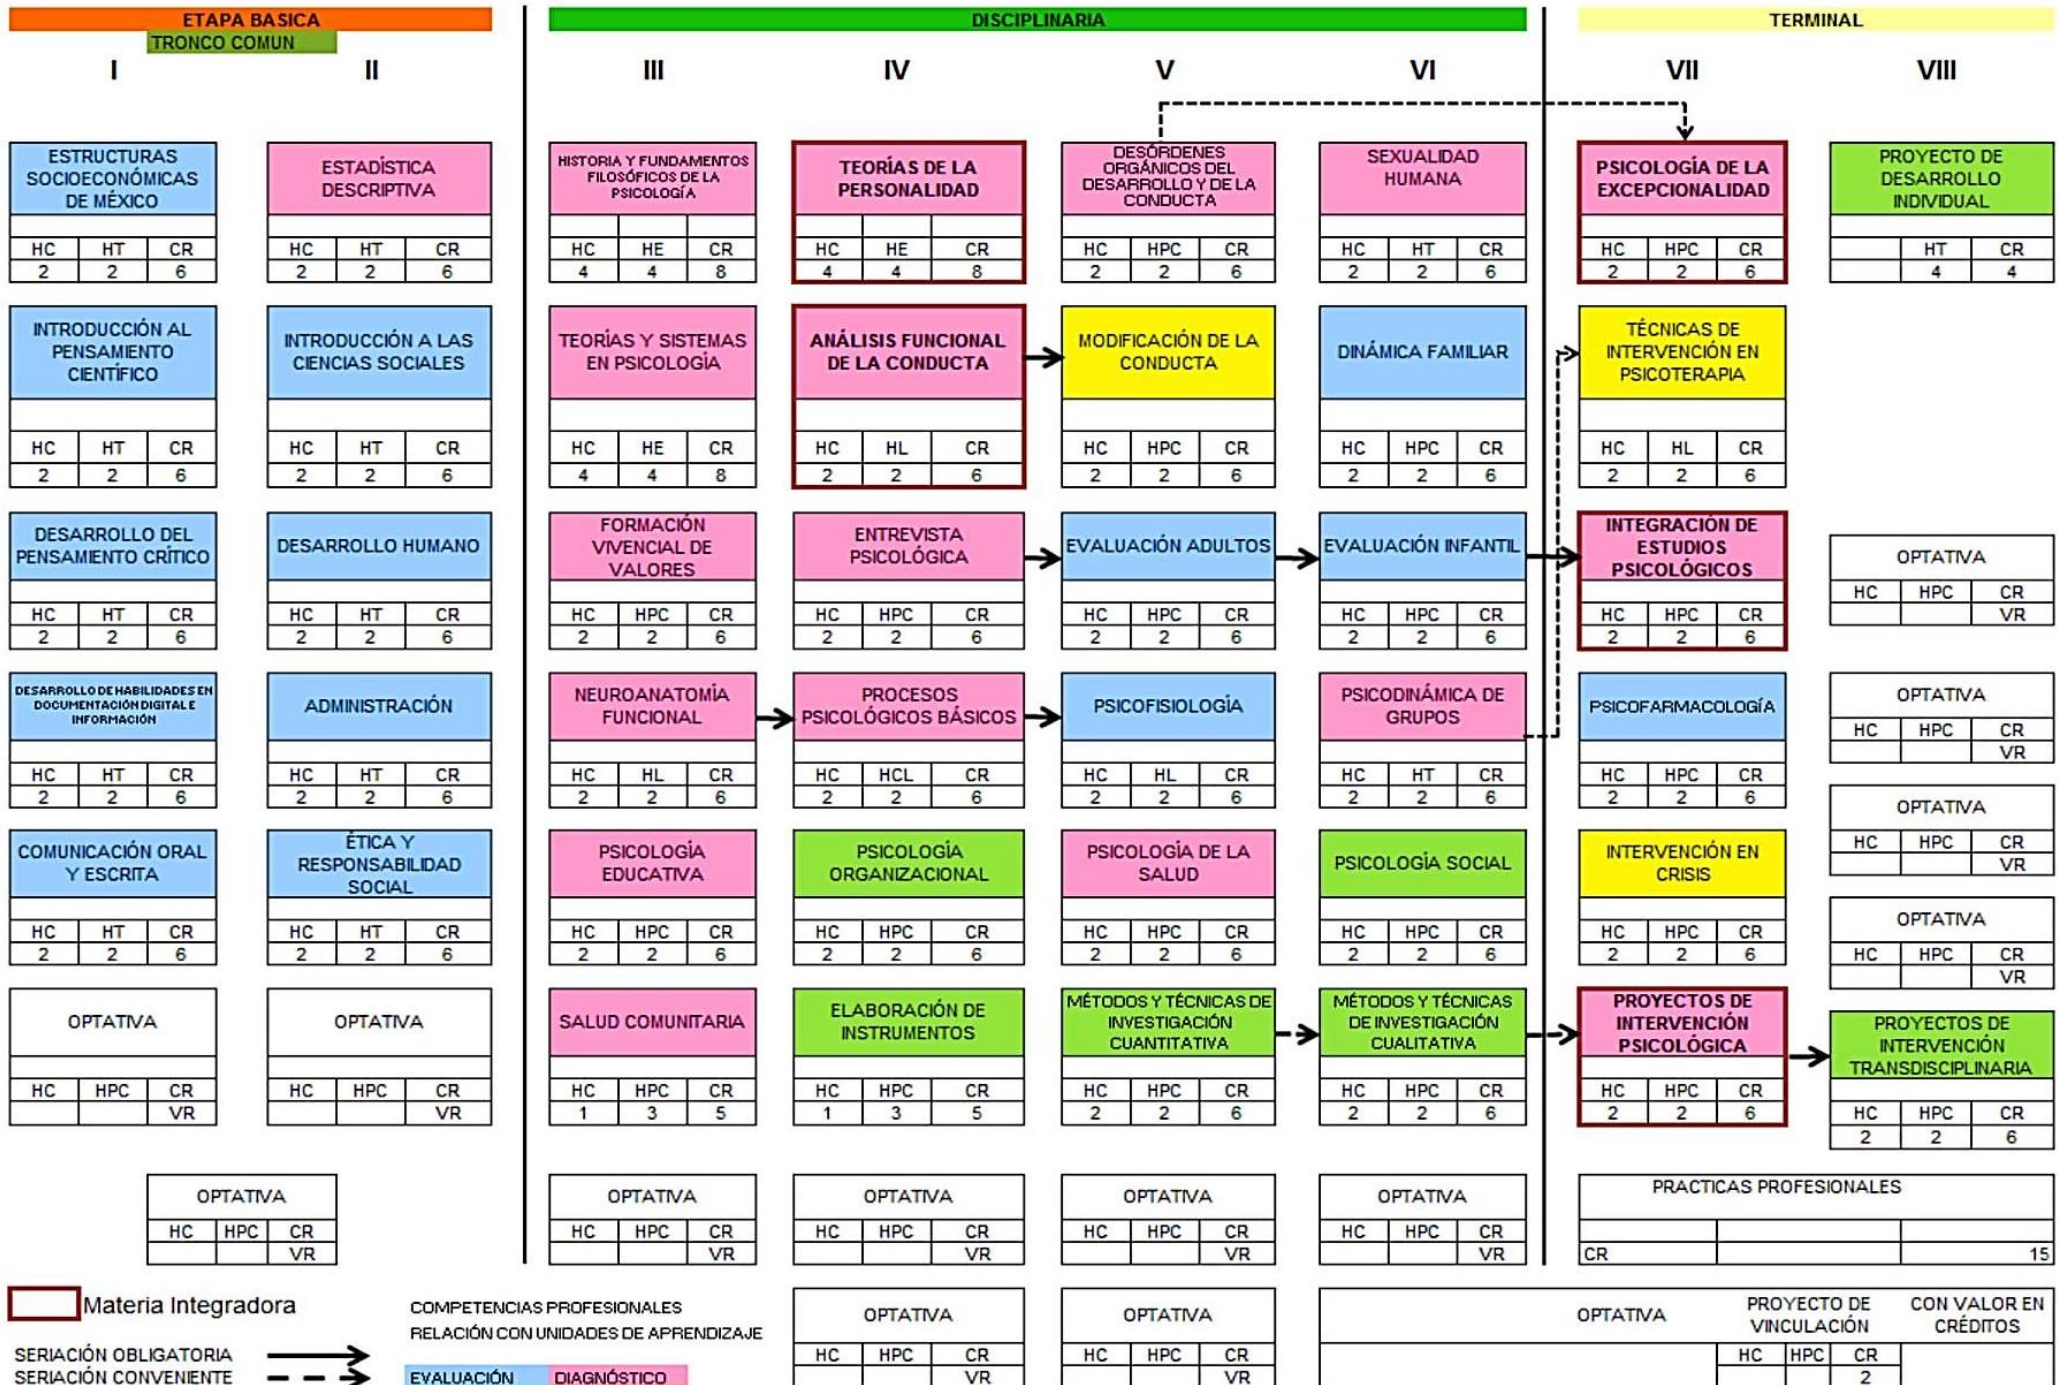 ETAPA BASICA
TRONCO COMUN
DISCIPLINARIA
TERMINAL
I
II
III
IV
V
VI
VII
VIII
ESTRUCTURAS
SOCIOECONÓMICAS
DE MÉXICO
HC HT CR
2 2 6
ESTADÍSTICA
DESCRIPTIVA
HC HT CR
2 2 6
HISTORIA Y FUNDAMENTOS
FILOSÓFICOS DE LA
PSICOLOGÍA
HC HE CR
4 4 8
TEORÍAS DE LA
PERSONALIDAD
HC HE CR
4 4 8
DESÓRDENES
ORGÁNICOS DEL
DESARROLLO Y DE LA
CONDUCTA
HC HPC CR
2 2 6
SEXUALIDAD
HUMANA
HC HT CR
2 2 6
PSICOLOGÍA DE LA
EXCEPCIONALIDAD
HC HPC CR
2 2 6
PROYECTO DE
DESARROLLO
INDIVIDUAL
HT CR
4 4
INTRODUCCIÓN AL
PENSAMIENTO
CIENTÍFICO
HC HT CR
2 2 6
INTRODUCCIÓN A LAS
CIENCIAS SOCIALES
HC HT CR
2 2 6
TEORÍAS Y SISTEMAS
EN PSICOLOGÍA
HC HE CR
4 4 8
ANÁLISIS FUNCIONAL
DE LA CONDUCTA
HC HL CR
2 2 6
MODIFICACIÓN DE LA
CONDUCTA
HC HPC CR
2 2 6
DINÁMICA FAMILIAR
HC HPC CR
2 2 6
TÉCNICAS DE
INTERVENCIÓN EN
PSICOTERAPIA
HC HL CR
2 2 6
DESARROLLO DEL
PENSAMIENTO CRÍTICO
HC HT CR
2 2 6
DESARROLLO HUMANO
HC HT CR
2 2 6
FORMACIÓN
VIVENCIAL DE
VALORES
HC HPC CR
2 2 6
ENTREVISTA
PSICOLÓGICA
HC HPC CR
2 2 6
EVALUACIÓN ADULTOS
HC HPC CR
2 2 6
EVALUACIÓN INFANTIL
HC HPC CR
2 2 6
INTEGRACIÓN DE
ESTUDIOS
PSICOLÓGICOS
HC HPC CR
2 2 6
OPTATIVA
HC HPC CR
VR
DESARROLLO DE HABILIDADES EN
DOCUMENTACIÓN DIGITAL E
INFORMACIÓN
HC HT CR
2 2 6
ADMINISTRACIÓN
HC HT CR
2 2 6
NEUROANATOMÍA
FUNCIONAL
HC HL CR
2 2 6
PROCESOS
PSICOLÓGICOS BÁSICOS
HC HCL CR
2 2 6
PSICOFISIOLOGÍA
HC HL CR
2 2 6
PSICODINÁMICA DE
GRUPOS
HC HT CR
2 2 6
PSICOFARMACOLOGÍA
HC HPC CR
2 2 6
OPTATIVA
HC HPC CR
VR
OPTATIVA
HC HPC CR
VR
COMUNICACIÓN ORAL
Y ESCRITA
HC HT CR
2 2 6
ÉTICA Y
RESPONSABILIDAD
SOCIAL
HC HT CR
2 2 6
PSICOLOGÍA
EDUCATIVA
HC HPC CR
2 2 6
PSICOLOGÍA
ORGANIZACIONAL
HC HPC CR
2 2 6
PSICOLOGÍA DE LA
SALUD
HC HPC CR
2 2 6
PSICOLOGÍA SOCIAL
HC HPC CR
2 2 6
INTERVENCIÓN EN
CRISIS
HC HPC CR
2 2 6
OPTATIVA
HC HPC CR
VR
OPTATIVA
HC HPC CR
VR
OPTATIVA
HC HPC CR
VR
SALUD COMUNITARIA
HC HPC CR
1 3 5
ELABORACIÓN DE
INSTRUMENTOS
HC HPC CR
1 3 5
MÉTODOS Y TÉCNICAS DE
INVESTIGACIÓN
CUANTITATIVA
HC HPC CR
2 2 6
MÉTODOS Y TÉCNICAS
DE INVESTIGACIÓN
CUALITATIVA
HC HPC CR
2 2 6
PROYECTOS DE
INTERVENCIÓN
PSICOLÓGICA
HC HPC CR
2 2 6
PROYECTOS DE
INTERVENCIÓN
TRANSDISCIPLINARIA
HC HPC CR
2 2 6
OPTATIVA
HC HPC CR
VR
OPTATIVA
HC HPC CR
VR
OPTATIVA
HC HPC CR
VR
OPTATIVA
HC HPC CR
VR
OPTATIVA
HC HPC CR
VR
PRACTICAS PROFESIONALES
CR 15
Materia Integradora
SERIACIÓN OBLIGATORIA
SERIACIÓN CONVENIENTE
COMPETENCIAS PROFESIONALES
RELACIÓN CON UNIDADES DE APRENDIZAJE
EVALUACIÓN DIAGNÓSTICO
OPTATIVA
HC HPC CR
VR
OPTATIVA
HC HPC CR
VR
OPTATIVA
PROYECTO DE
VINCULACIÓN
HC HPC CR
2
CON VALOR EN
CRÉDITOS